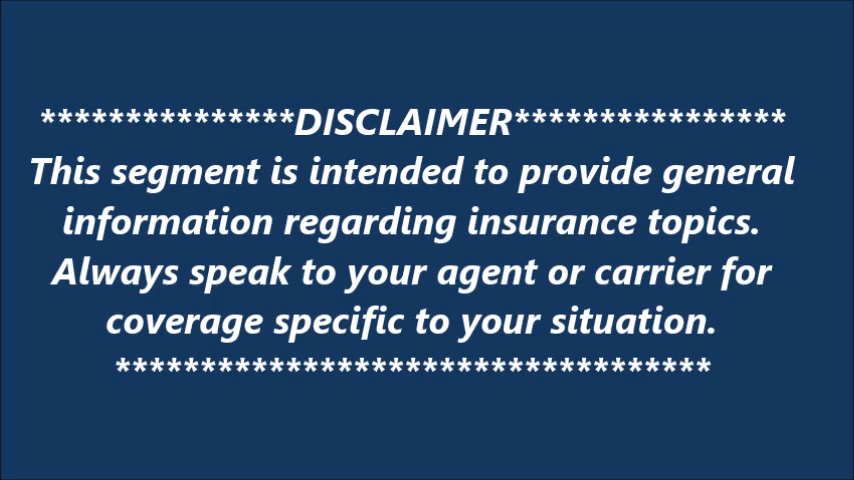 ***************DISCLAIMER****************
This segment is intended to provide general
information regarding insurance topics.
Always speak to your agent or carrier for
coverage specific to your situation.
***********************************